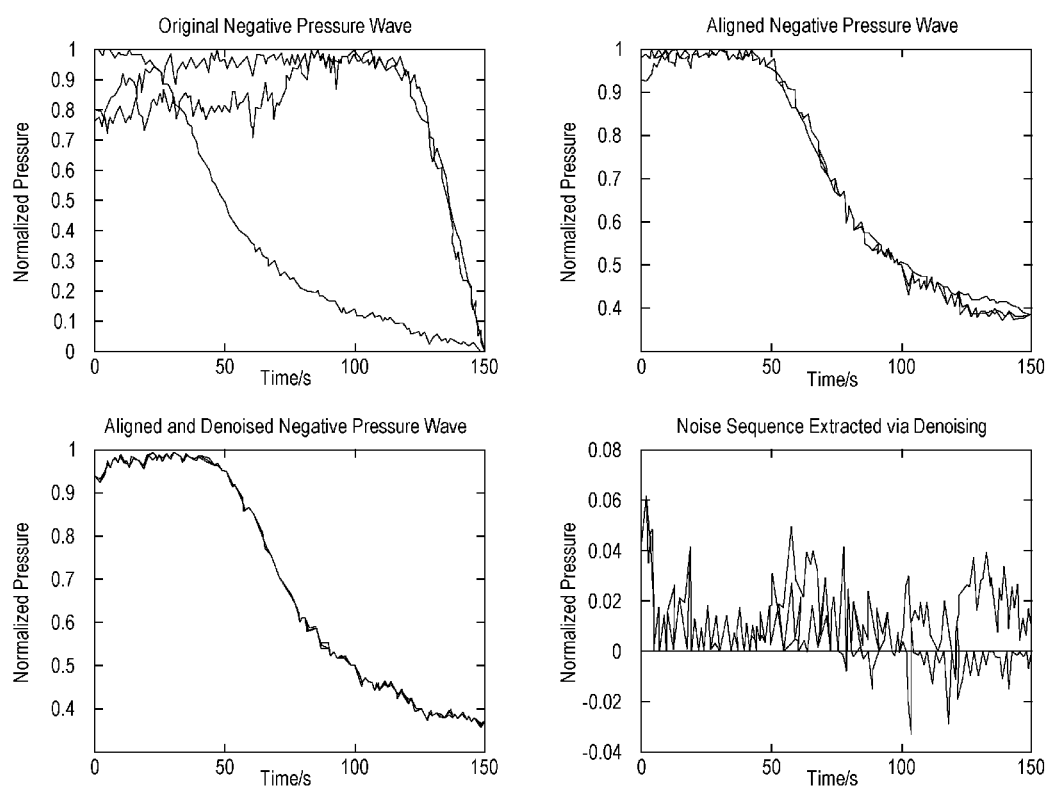 Original Negative Pressure Wave
1
0.9
0.8
0.7
0.6
0.5
0.4
0.3
0.2
0.1
0
Normalized Pressure
0 50 100 150
Time/s
Aligned Negative Pressure Wave
1
0.9
0.8
0.7
0.6
0.5
0.4
Normalized Pressure
0 50 100 150
Time/s
Aligned and Denoised Negative Pressure Wave
1
0.9
0.8
0.7
0.6
0.5
0.4
Normalized Pressure
0 50 100 150
Time/s
Noise Sequence Extracted via Denoising
0.08
0.06
0.04
0.02
0
-0.02
-0.04
Normalized Pressure
0 50 100 150
Time/s